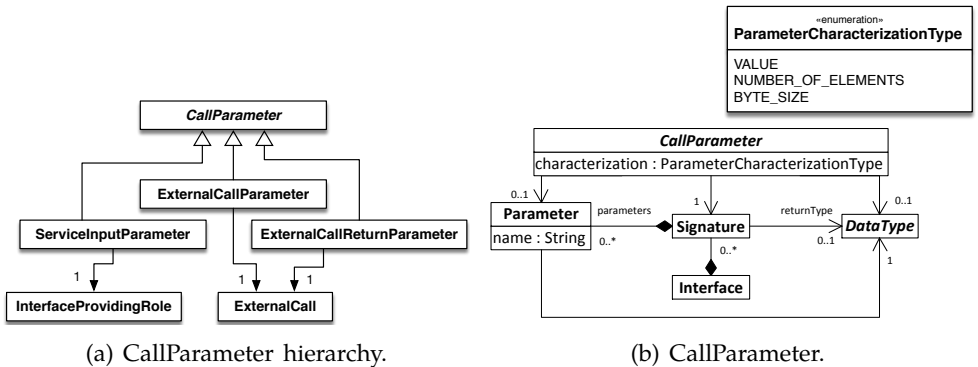 CallParameter
ExternalCallParameter
ServiceInputParameter
ExternalCallReturnParameter
1
1
1
InterfaceProvidingRole
ExternalCall
(a) CallParameter hierarchy.
«enumeration»
ParameterCharacterizationType
VALUE
NUMBER_OF_ELEMENTS
BYTE_SIZE
CallParameter
characterization : ParameterCharacterizationType
0..1
1
0..1
Parameter
name : String
parameters
0..*
Signature
returnType
0..1
DataType
0..*
1
Interface
(b) CallParameter.